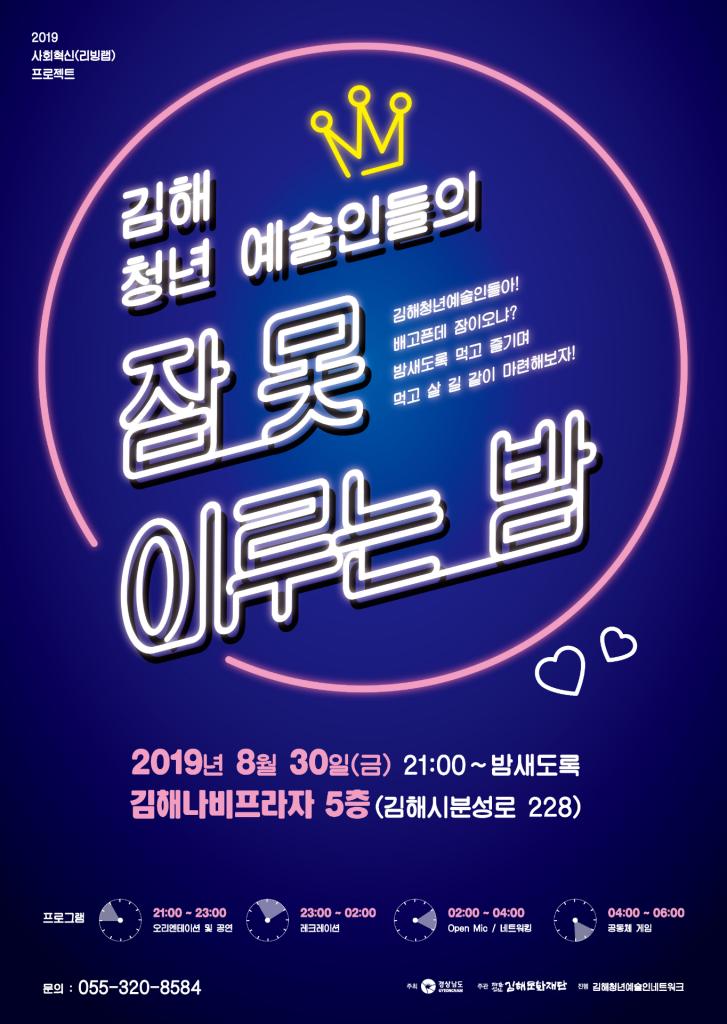 2019
사회혁신(리빙랩)
프로젝트
김해
청년 예술인들의
잠 못
김해청년예술인들아!
배고픈데 잠이오냐?
밤새도록 먹고 즐기며
먹고 살 길 같이 마련해보자!
이루는 밤
2019년 8월 30일(금) 21:00 ~ 밤새도록
김해나비프라자 5층 (김해시분성로 228)
프로그램
21:00 ~ 23:00
오리엔테이션 및 공연
23:00 ~ 02:00
레크레이션
02:00 ~ 04:00
Open Mic / 네트워킹
04:00 ~ 06:00
공동체 게임
문의 : 055-320-8584
주최 경상남도 GYEONGNAM 주관 김해문화재단 진행 김해청년예술인네트워크